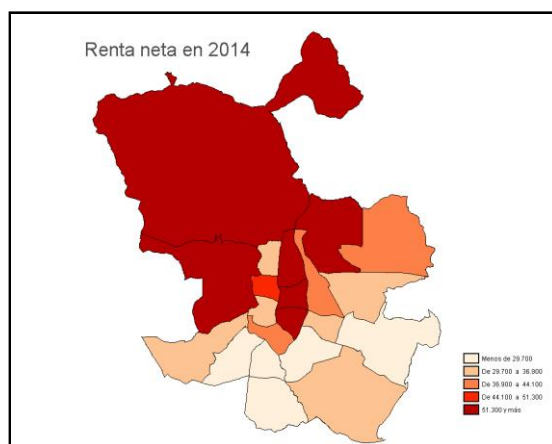 Renta neta en 2014
Menos de 29.700
De 29.700 a 36.900
De 36.900 a 44.100
De 44.100 a 51.300
51.300 y más